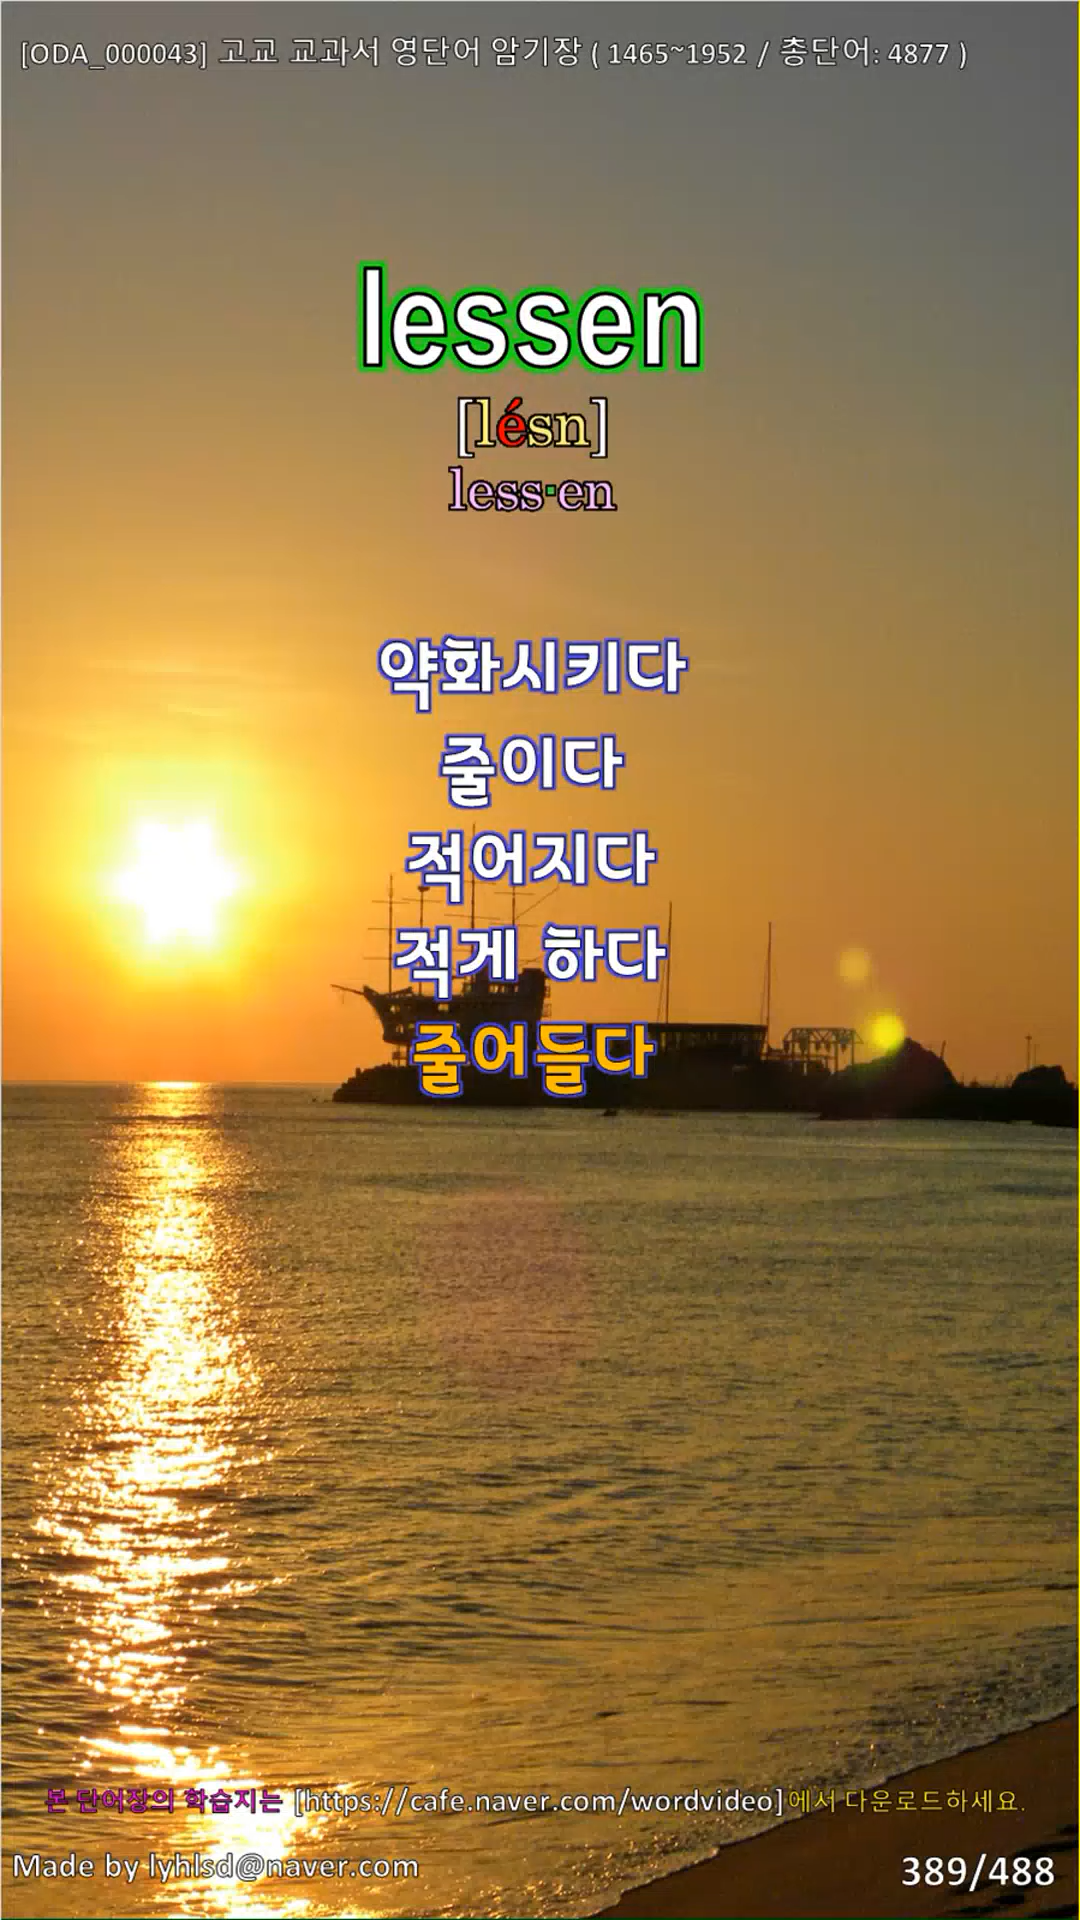 [ODA_000043] 고교 교과서 영단어 암기장 ( 1465~1952 / 총단어: 4877 )
lessen
[lésn]
less·en
약화시키다
줄이다
적어지다
적게 하다
줄어들다
본 단어장의 학습지는 [https://cafe.naver.com/wordvideo]에서 다운로드하세요.
Made by lyhlsd@naver.com
389/488